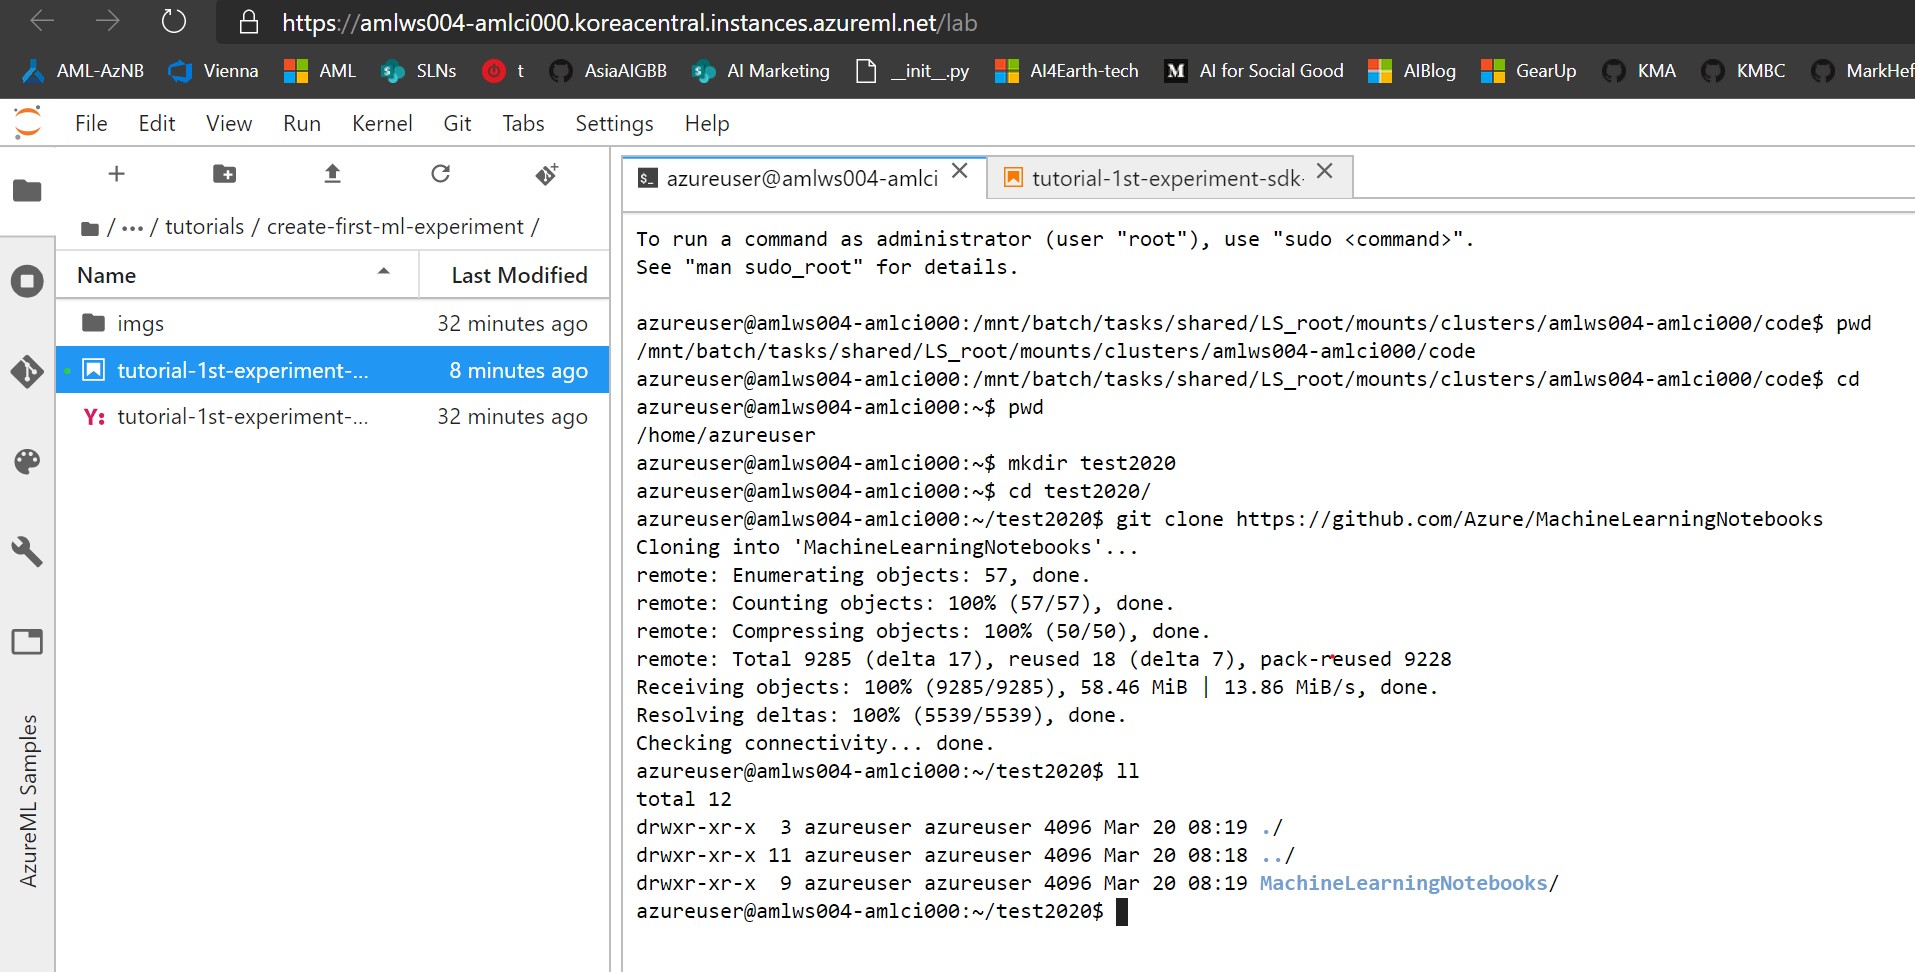 https://amlws004-amlci000.koreacentral.instances.azureml.net/lab
AML-AzNB Vienna AML SLNs t AsiaAIGBB AI Marketing __init__.py AI4Earth-tech M AI for Social Good AIBlog GearUp KMA KMBC MarkHef
File Edit View Run Kernel Git Tabs Settings Help
/ ··· / tutorials / create-first-ml-experiment /
Name Last Modified
imgs 32 minutes ago
tutorial-1st-experiment-... 8 minutes ago
Y: tutorial-1st-experiment-... 32 minutes ago
AzureML Samples
$_ azureuser@amlws004-amlci
tutorial-1st-experiment-sdk-
To run a command as administrator (user "root"), use "sudo <command>".
See "man sudo_root" for details.
azureuser@amlws004-amlci000:/mnt/batch/tasks/shared/LS_root/mounts/clusters/amlws004-amlci000/code$ pwd
/mnt/batch/tasks/shared/LS_root/mounts/clusters/amlws004-amlci000/code
azureuser@amlws004-amlci000:/mnt/batch/tasks/shared/LS_root/mounts/clusters/amlws004-amlci000/code$ cd
azureuser@amlws004-amlci000:~$ pwd
/home/azureuser
azureuser@amlws004-amlci000:~$ mkdir test2020
azureuser@amlws004-amlci000:~$ cd test2020/
azureuser@amlws004-amlci000:~/test2020$ git clone https://github.com/Azure/MachineLearningNotebooks
Cloning into 'MachineLearningNotebooks'...
remote: Enumerating objects: 57, done.
remote: Counting objects: 100% (57/57), done.
remote: Compressing objects: 100% (50/50), done.
remote: Total 9285 (delta 17), reused 18 (delta 7), pack-reused 9228
Receiving objects: 100% (9285/9285), 58.46 MiB | 13.86 MiB/s, done.
Resolving deltas: 100% (5539/5539), done.
Checking connectivity... done.
azureuser@amlws004-amlci000:~/test2020$ ll
total 12
drwxr-xr-x  3 azureuser azureuser 4096 Mar 20 08:19 ./
drwxr-xr-x 11 azureuser azureuser 4096 Mar 20 08:18 ../
drwxr-xr-x  9 azureuser azureuser 4096 Mar 20 08:19 MachineLearningNotebooks/
azureuser@amlws004-amlci000:~/test2020$